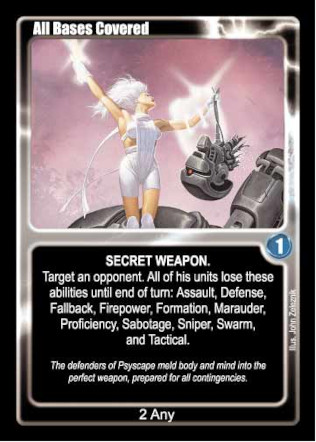 All Bases Covered
1
SECRET WEAPON.
Target an opponent. All of his units lose these
abilities until end of turn: Assault, Defense,
Fallback, Firepower, Formation, Marauder,
Proficiency, Sabotage, Sniper, Swarm,
and Tactical.
The defenders of Psyscape meld body and mind into the
perfect weapon, prepared for all contingencies.
Illus. John Zeleznik
2 Any